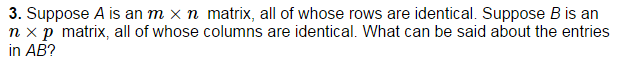 3. Suppose A is an m × n matrix, all of whose rows are identical. Suppose B is an
n × p matrix, all of whose columns are identical. What can be said about the entries
in AB?